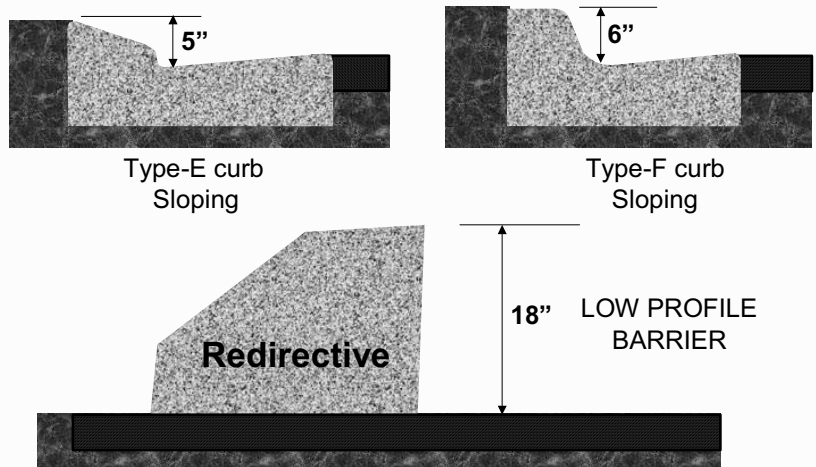 5”
6”
Type-E curb
Sloping
Type-F curb
Sloping
Redirective
18”
LOW PROFILE
BARRIER